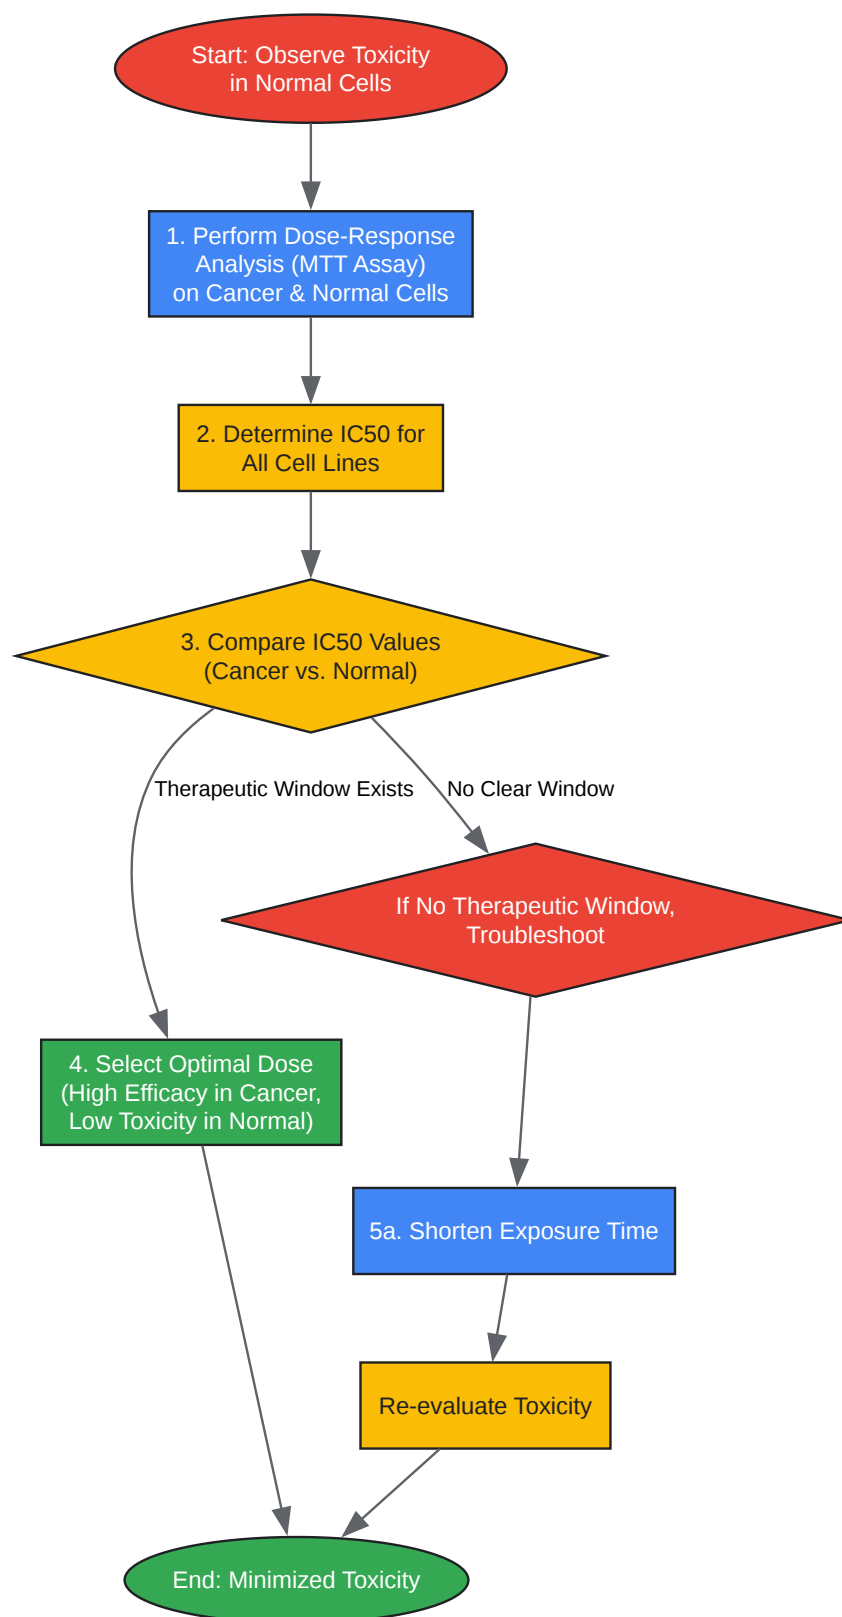 Start: Observe Toxicity
in Normal Cells
1. Perform Dose-Response
Analysis (MTT Assay)
on Cancer & Normal Cells
2. Determine IC50 for
All Cell Lines
3. Compare IC50 Values
(Cancer vs. Normal)
Therapeutic Window Exists
No Clear Window
If No Therapeutic Window,
Troubleshoot
4. Select Optimal Dose
(High Efficacy in Cancer,
Low Toxicity in Normal)
5a. Shorten Exposure Time
Re-evaluate Toxicity
End: Minimized Toxicity